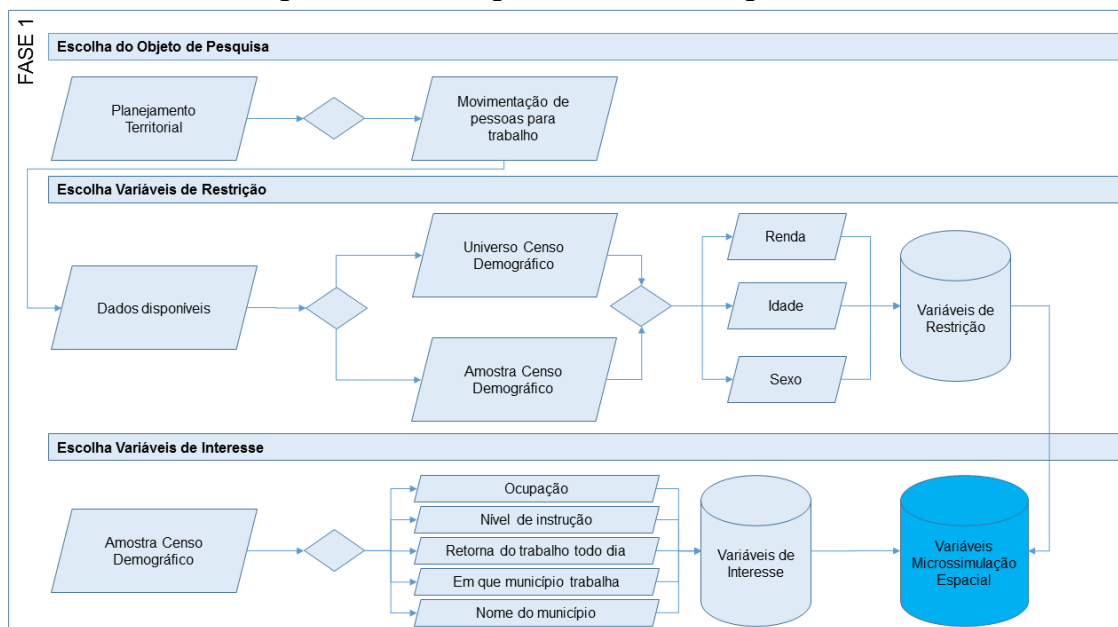 FASE 1
Escolha do Objeto de Pesquisa
Planejamento
Territorial
Movimentação de
pessoas para
trabalho
Escolha Variáveis de Restrição
Dados disponíveis
Universo Censo
Demográfico
Amostra Censo
Demográfico
Renda
Idade
Sexo
Variáveis de
Restrição
Escolha Variáveis de Interesse
Amostra Censo
Demográfico
Ocupação
Nível de instrução
Retorna do trabalho todo dia
Em que município trabalha
Nome do município
Variáveis de
Interesse
Variáveis
Microssimulação
Espacial